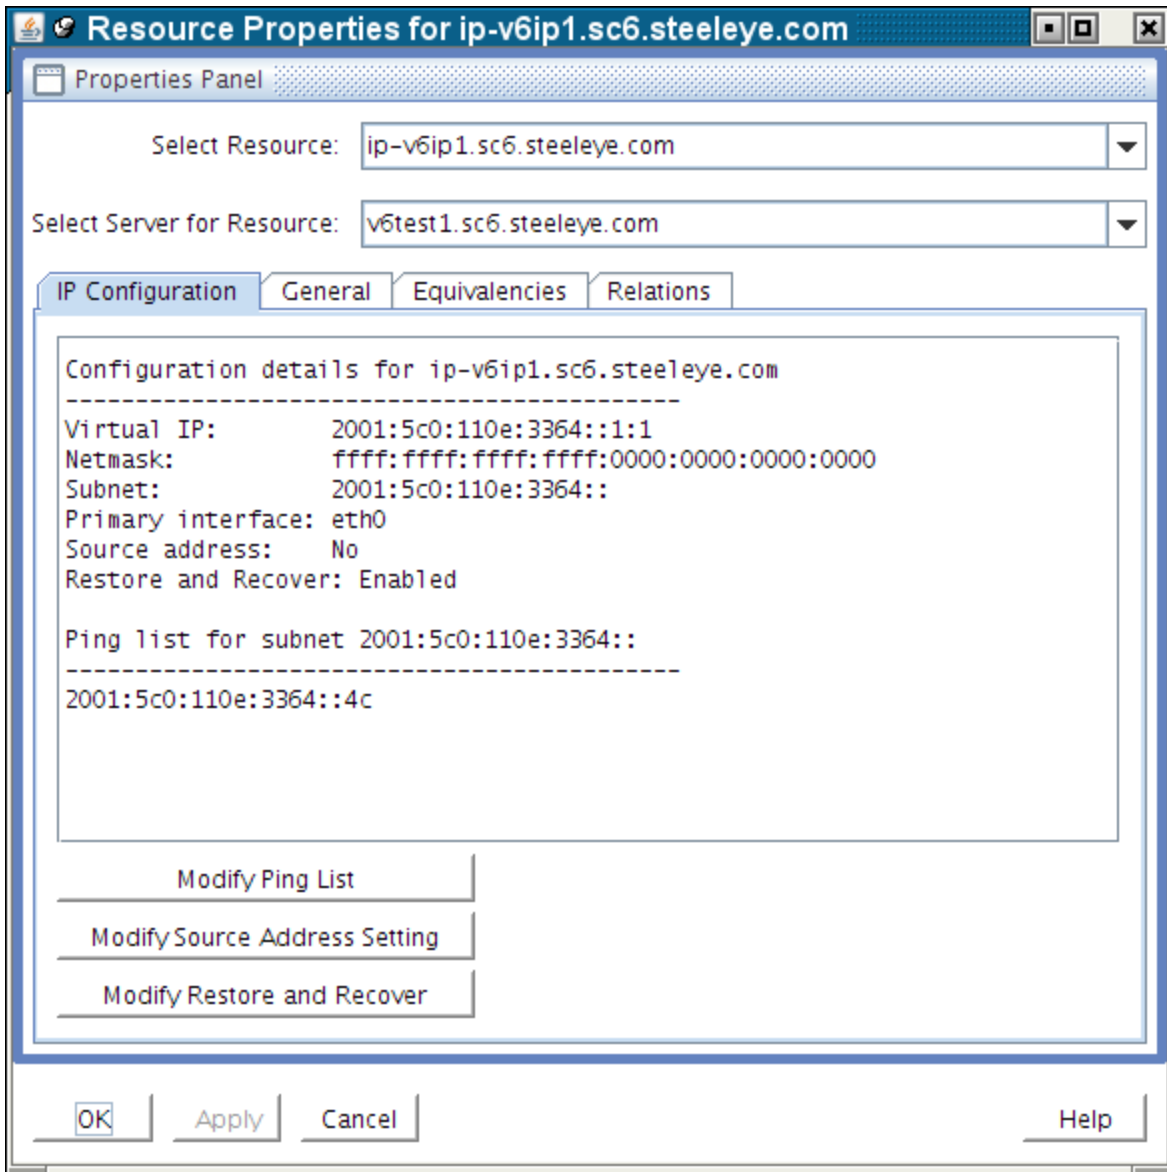 Resource Properties for ip-v6ip1.sc6.steeleye.com
Properties Panel
Select Resource: ip-v6ip1.sc6.steeleye.com
Select Server for Resource: v6test1.sc6.steeleye.com
IP Configuration General Equivalencies Relations
Configuration details for ip-v6ip1.sc6.steeleye.com
--------------------------------------------
Virtual IP: 2001:5c0:110e:3364::1:1
Netmask: ffff:ffff:ffff:ffff:0000:0000:0000:0000
Subnet: 2001:5c0:110e:3364::
Primary interface: eth0
Source address: No
Restore and Recover: Enabled
Ping list for subnet 2001:5c0:110e:3364::
--------------------------------------------
2001:5c0:110e:3364::4c
Modify Ping List
Modify Source Address Setting
Modify Restore and Recover
OK Apply Cancel Help